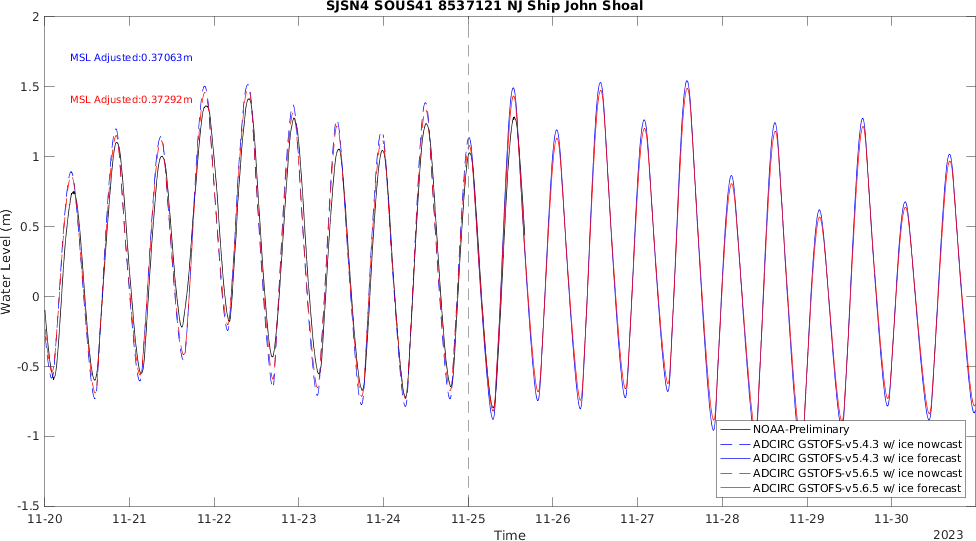 SJSN4 SOUS41 8537121 NJ Ship John Shoal
2
1.5
1
0.5
0
-0.5
-1
-1.5
Water Level (m)
MSL Adjusted:0.37063m
MSL Adjusted:0.37292m
NOAA-Preliminary
ADCIRC GSTOFS-v5.4.3 w/ ice nowcast
ADCIRC GSTOFS-v5.4.3 w/ ice forecast
ADCIRC GSTOFS-v5.6.5 w/ ice nowcast
ADCIRC GSTOFS-v5.6.5 w/ ice forecast
11-20 11-21 11-22 11-23 11-24 11-25 11-26 11-27 11-28 11-29 11-30
Time
2023